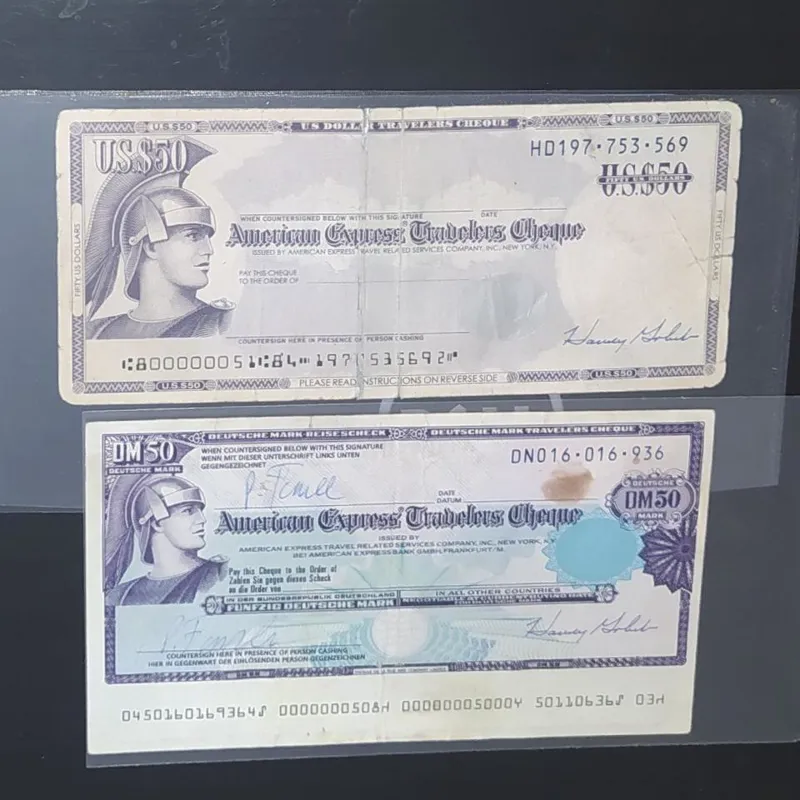 U.S.$50
US DOLLAR TRAVELERS CHEQUE
U.S.$50
U.S.$50
HD197·753·569
U.S.$50
FIFTY US DOLLARS
FIFTY US DOLLARS
FIFTY US DOLLARS
WHEN COUNTERSIGNED BELOW WITH THIS SIGNATURE
DATE
American Express Travelers Cheque
ISSUED BY AMERICAN EXPRESS TRAVEL RELATED SERVICES COMPANY, INC., NEW YORK, N.Y.
PAY THIS CHEQUE
TO THE ORDER OF
COUNTERSIGN HERE IN PRESENCE OF PERSON CASHING
U.S.$50
PLEASE READ INSTRUCTIONS ON REVERSE SIDE
U.S.$50
DEUTSCHE MARK-REISESCHECK
DEUTSCHE MARK TRAVELERS CHEQUE
DM50
DEUTSCHE MARK
WHEN COUNTERSIGNED BELOW WITH THIS SIGNATURE
WENN MIT DIESER UNTERSCHRIFT LINKS UNTEN
GEGENGEZEICHNET
DN016·016·936
DATE
DATUM
DEUTSCHE
DM50
MARK
American Express Travelers Cheque
ISSUED BY
AMERICAN EXPRESS TRAVEL RELATED SERVICES COMPANY, INC., NEW YORK, N.Y.
BEI AMERICAN EXPRESS BANK GMBH, FRANKFURT/M.
Pay this Cheque to the Order of
Zahlen Sie gegen diesen Scheck
an die Order von
IN DER BUNDESREPUBLIK DEUTSCHLAND
FÜNFZIG DEUTSCHE MARK
IN ALL OTHER COUNTRIES
COUNTERSIGN HERE IN PRESENCE OF PERSON CASHING
HIER IN GEGENWART DER EINLÖSENDEN PERSON GEGENZEICHNEN